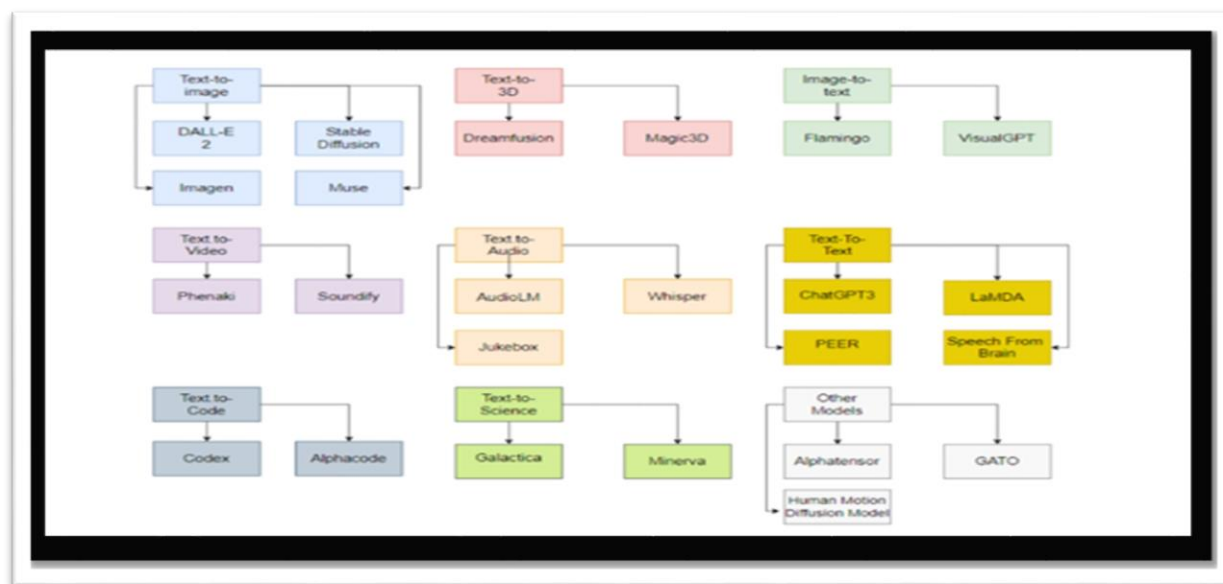 Text-to-
image
Text-to-
3D
Image-to-
text
DALL-E
2
Stable
Diffusion
Dreamfusion
Magic3D
Flamingo
VisualGPT
Imagen
Muse
Text.to-
Video
Text.to-
Audio
Text-To-
Text
Phenaki
Soundify
AudioLM
Whisper
ChatGPT3
LaMDA
Jukebox
PEER
Speech From
Brain
Text.to-
Code
Text-to-
Science
Other
Models
Codex
Alphacode
Galactica
Minerva
Alphatensor
GATO
Human Motion
Diffusion Model